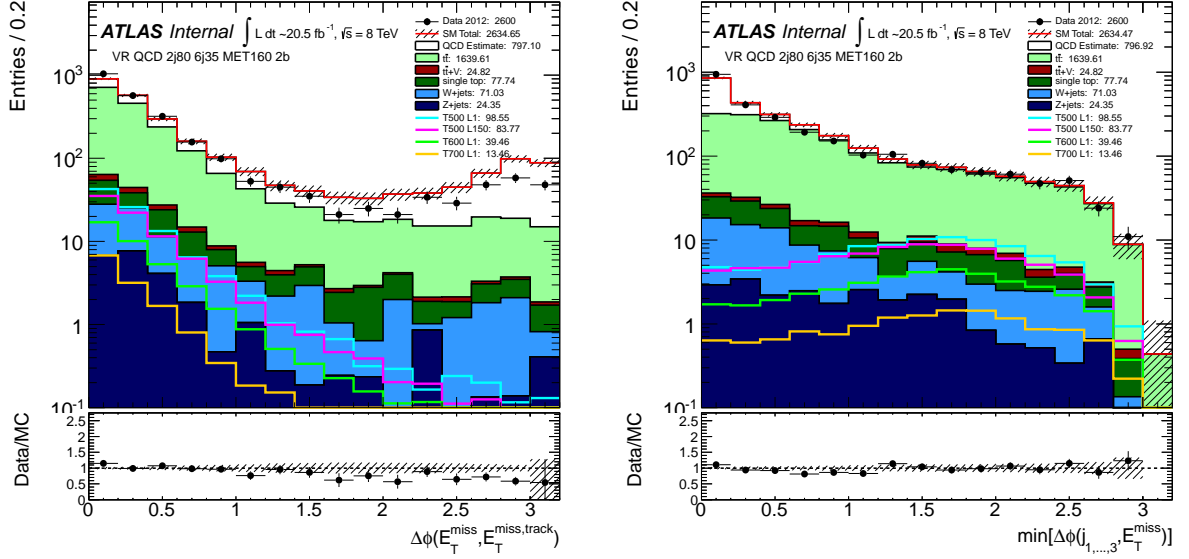 ATLAS Internal ∫ L dt ~20.5 fb⁻¹, √s = 8 TeV
VR QCD 2j80 6j35 MET160 2b
Data 2012: 2600
SM Total: 2634.65
QCD Estimate: 797.10
tt̄: 1639.61
tt̄+V: 24.82
single top: 77.74
W+jets: 71.03
Z+jets: 24.35
T500 L1: 98.55
T500 L150: 83.77
T600 L1: 39.46
T700 L1: 13.46
Entries / 0.2
10³
10²
10
1
10⁻¹
Data/MC
2.5
2
1.5
1
0.5
0
0 0.5 1 1.5 2 2.5 3
Δϕ(E_T^miss, E_T^miss,track)
ATLAS Internal ∫ L dt ~20.5 fb⁻¹, √s = 8 TeV
VR QCD 2j80 6j35 MET160 2b
Data 2012: 2600
SM Total: 2634.47
QCD Estimate: 796.92
tt̄: 1639.61
tt̄+V: 24.82
single top: 77.74
W+jets: 71.03
Z+jets: 24.35
T500 L1: 98.55
T500 L150: 83.77
T600 L1: 39.46
T700 L1: 13.46
Entries / 0.2
10³
10²
10
1
10⁻¹
Data/MC
2.5
2
1.5
1
0.5
0
0 0.5 1 1.5 2 2.5 3
min[Δϕ(j_1,...,3, E_T^miss)]